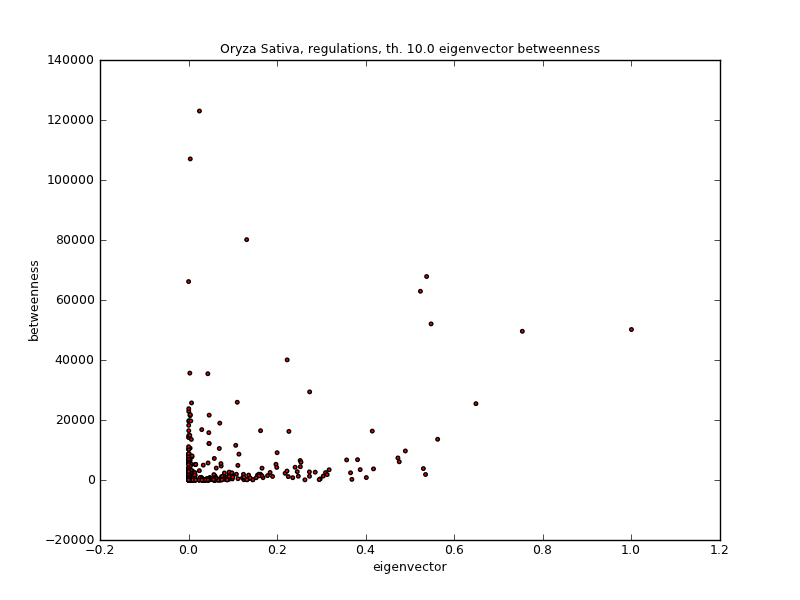 Oryza Sativa, regulations, th. 10.0 eigenvector betweenness
140000
120000
100000
80000
60000
40000
20000
0
−20000
betweenness
−0.2 0.0 0.2 0.4 0.6 0.8 1.0 1.2
eigenvector